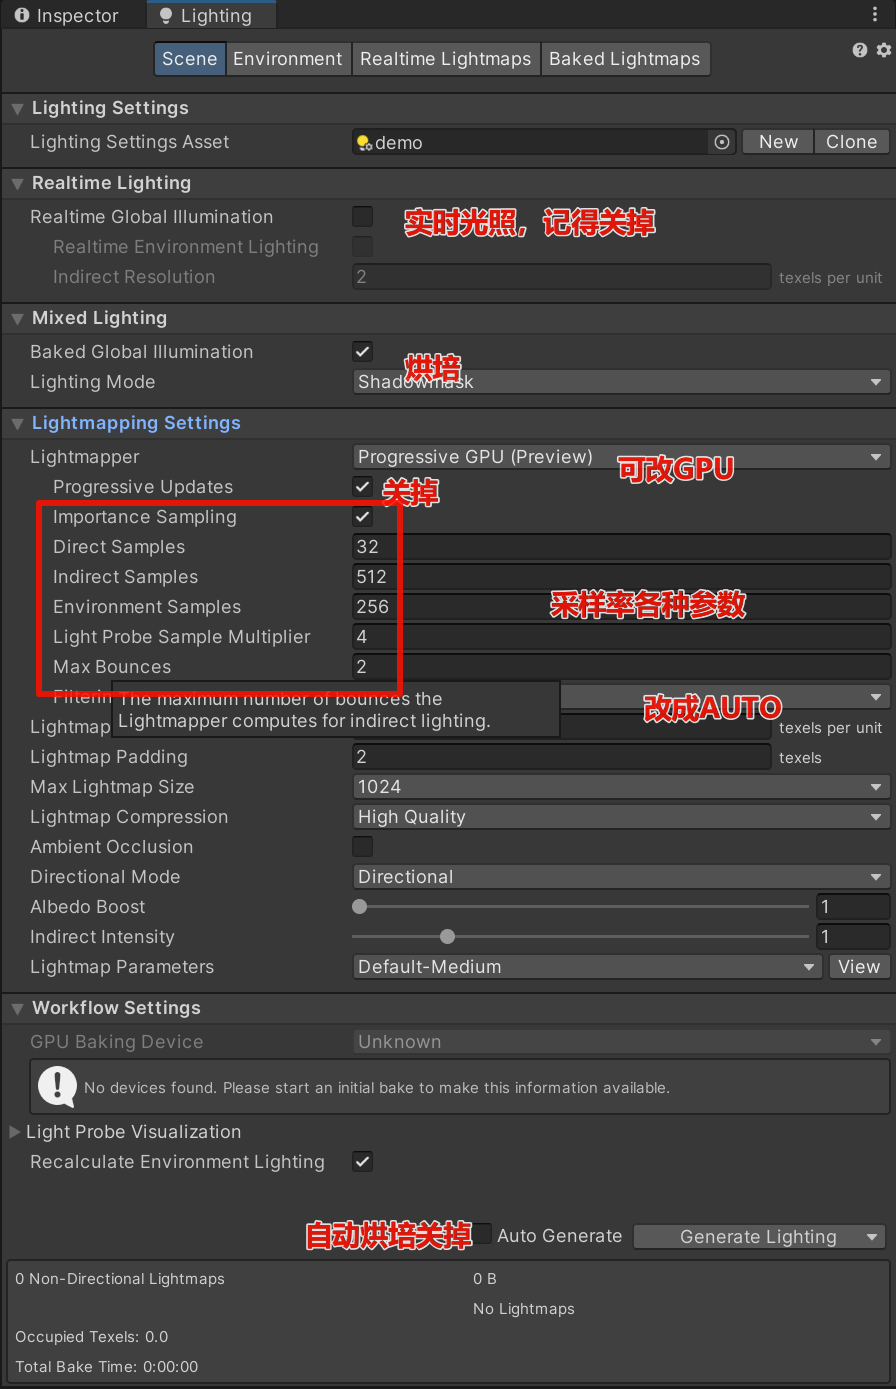 Inspector Lighting
Scene Environment Realtime Lightmaps Baked Lightmaps
Lighting Settings
Lighting Settings Asset demo New Clone
Realtime Lighting
Realtime Global Illumination 实时光照，记得关掉
Realtime Environment Lighting
Indirect Resolution 2 texels per unit
Mixed Lighting
Baked Global Illumination 烘培
Lighting Mode Shadowmask
Lightmapping Settings
Lightmapper Progressive GPU (Preview) 可改GPU
Progressive Updates 关掉
Importance Sampling
Direct Samples 32
Indirect Samples 512
Environment Samples 256 采样率各种参数
Light Probe Sample Multiplier 4
Max Bounces 2
The maximum number of bounces the 改成AUTO
Lightmapper computes for indirect lighting.
Lightmap texels per unit
Lightmap Padding 2 texels
Max Lightmap Size 1024
Lightmap Compression High Quality
Ambient Occlusion
Directional Mode Directional
Albedo Boost 1
Indirect Intensity 1
Lightmap Parameters Default-Medium View
Workflow Settings
GPU Baking Device Unknown
No devices found. Please start an initial bake to make this information available.
Light Probe Visualization
Recalculate Environment Lighting
自动烘培关掉 Auto Generate Generate Lighting
0 Non-Directional Lightmaps 0 B
No Lightmaps
Occupied Texels: 0.0
Total Bake Time: 0:00:00